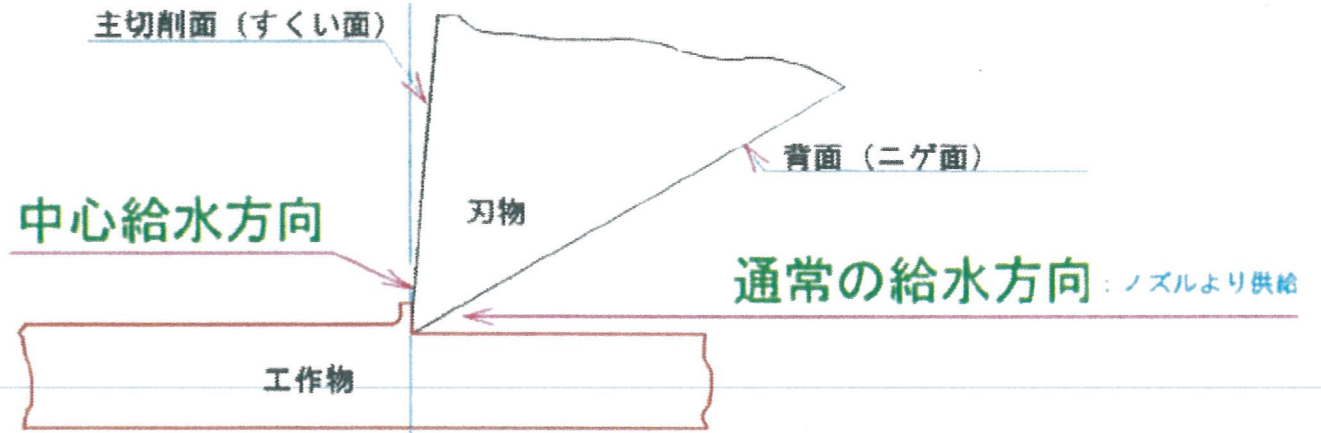 主切削面（すくい面）
背面（ニゲ面）
刃物
中心給水方向
通常の給水方向：ノズルより供給
工作物